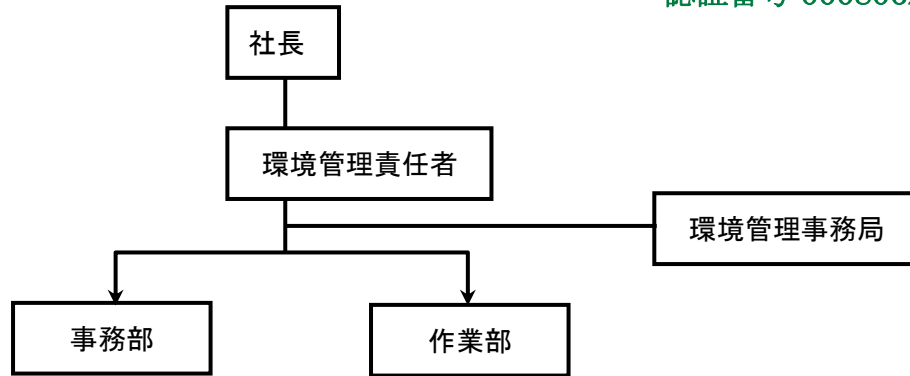 社長
環境管理責任者
環境管理事務局
事務部
作業部